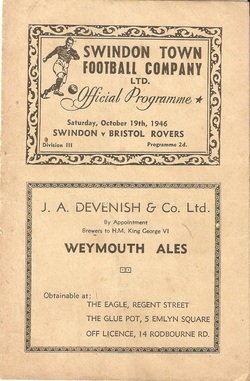 SWINDON TOWN
FOOTBALL COMPANY
LTD.
Official Programme
Saturday, October 19th, 1946
SWINDON v BRISTOL ROVERS
Division III Programme 2d.
J. A. DEVENISH & Co. Ltd.
By Appointment
Brewers to H.M. King George VI
WEYMOUTH ALES
Obtainable at:
THE EAGLE, REGENT STREET
THE GLUE POT, 5 EMLYN SQUARE
OFF LICENCE, 14 RODBOURNE RD.